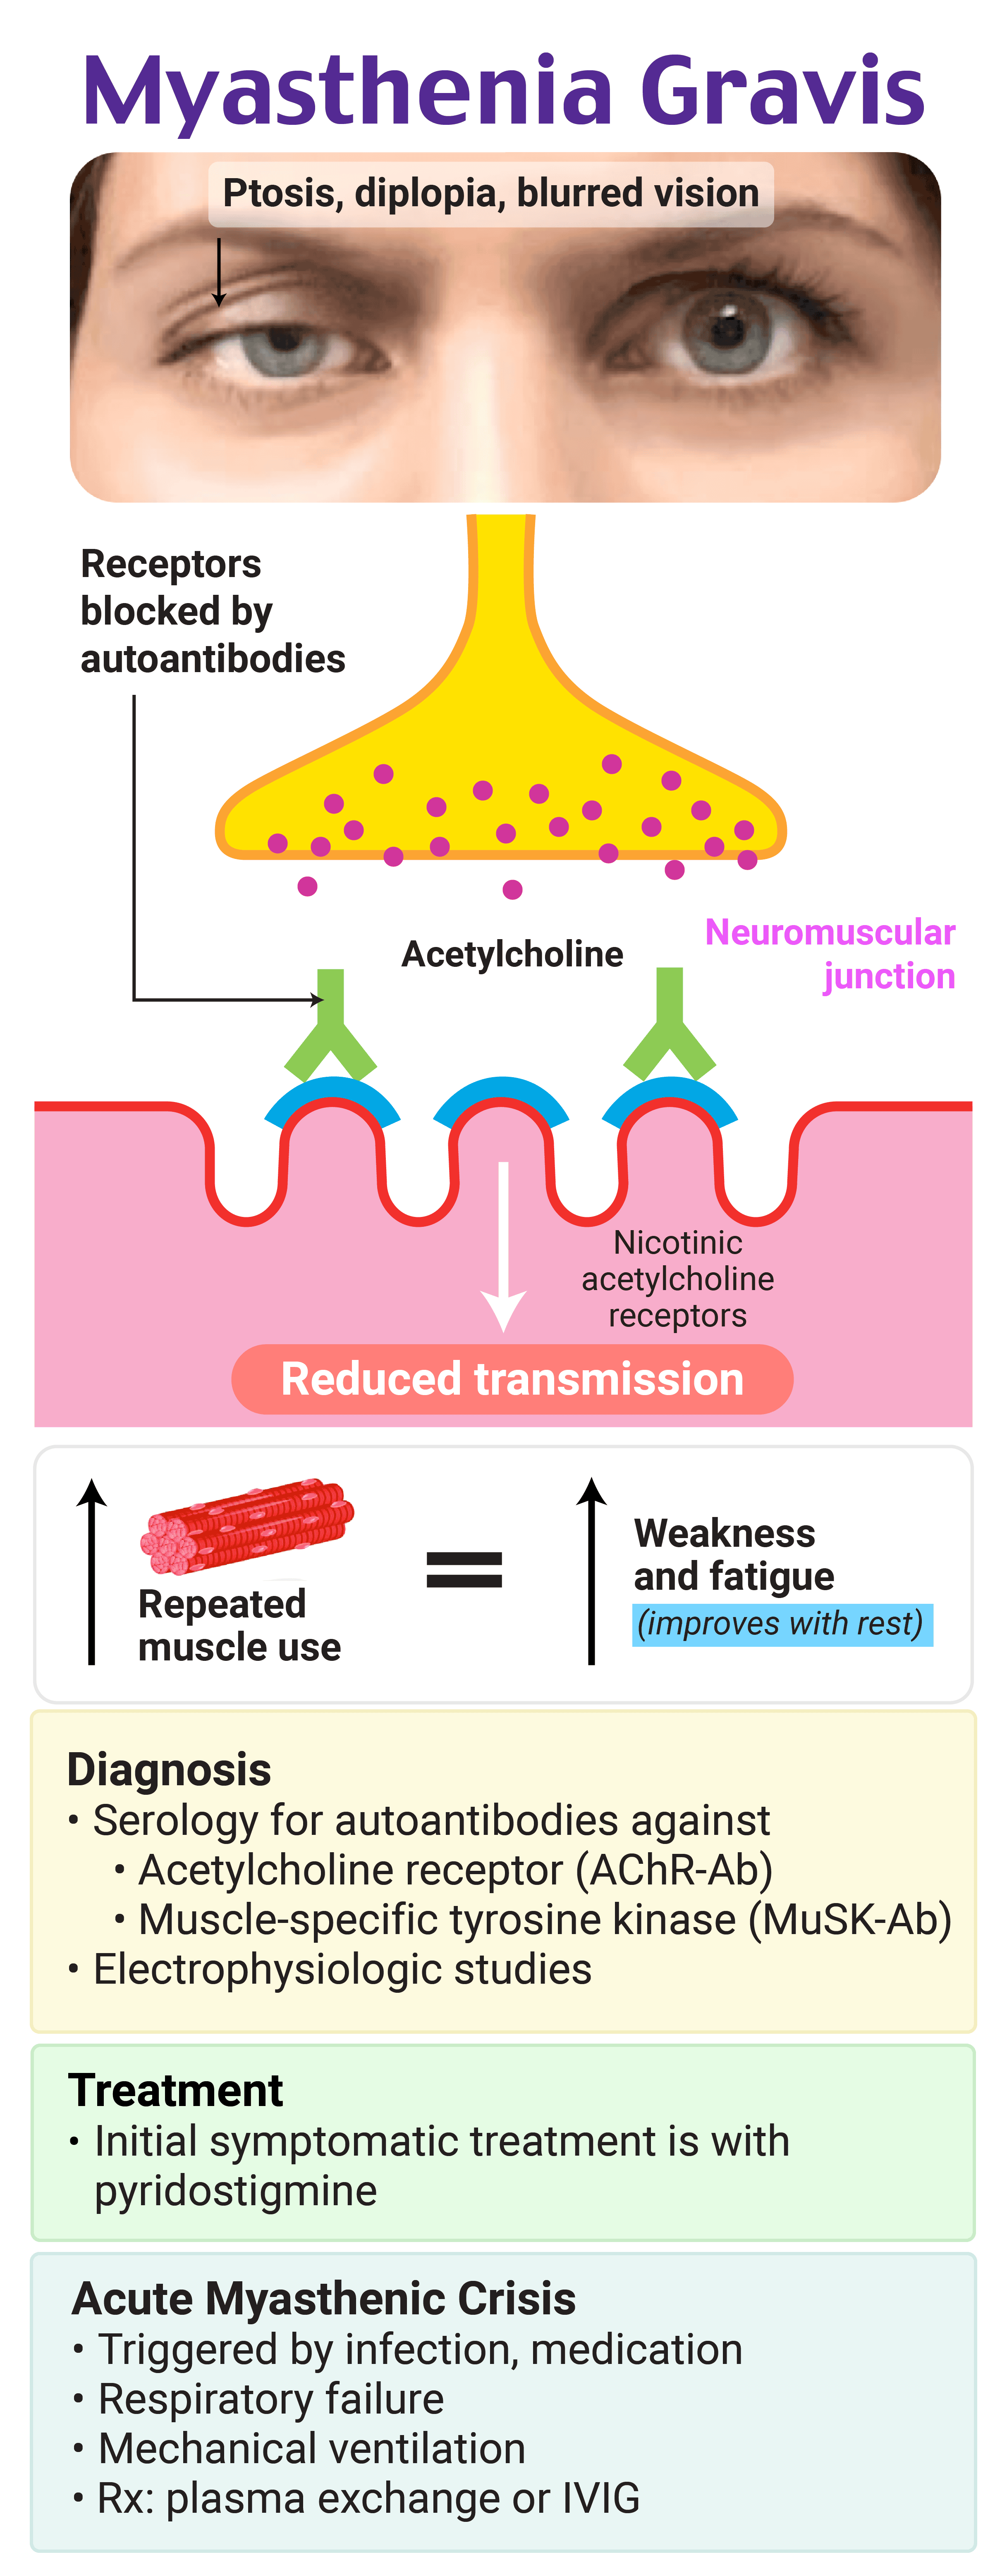 Myasthenia Gravis
Ptosis, diplopia, blurred vision
Receptors
blocked by
autoantibodies
Acetylcholine
Neuromuscular
junction
Nicotinic
acetylcholine
receptors
Reduced transmission
Repeated
muscle use
=
Weakness
and fatigue
(improves with rest)
Diagnosis
• Serology for autoantibodies against
• Acetylcholine receptor (AChR-Ab)
• Muscle-specific tyrosine kinase (MuSK-Ab)
• Electrophysiologic studies
Treatment
• Initial symptomatic treatment is with
pyridostigmine
Acute Myasthenic Crisis
• Triggered by infection, medication
• Respiratory failure
• Mechanical ventilation
• Rx: plasma exchange or IVIG